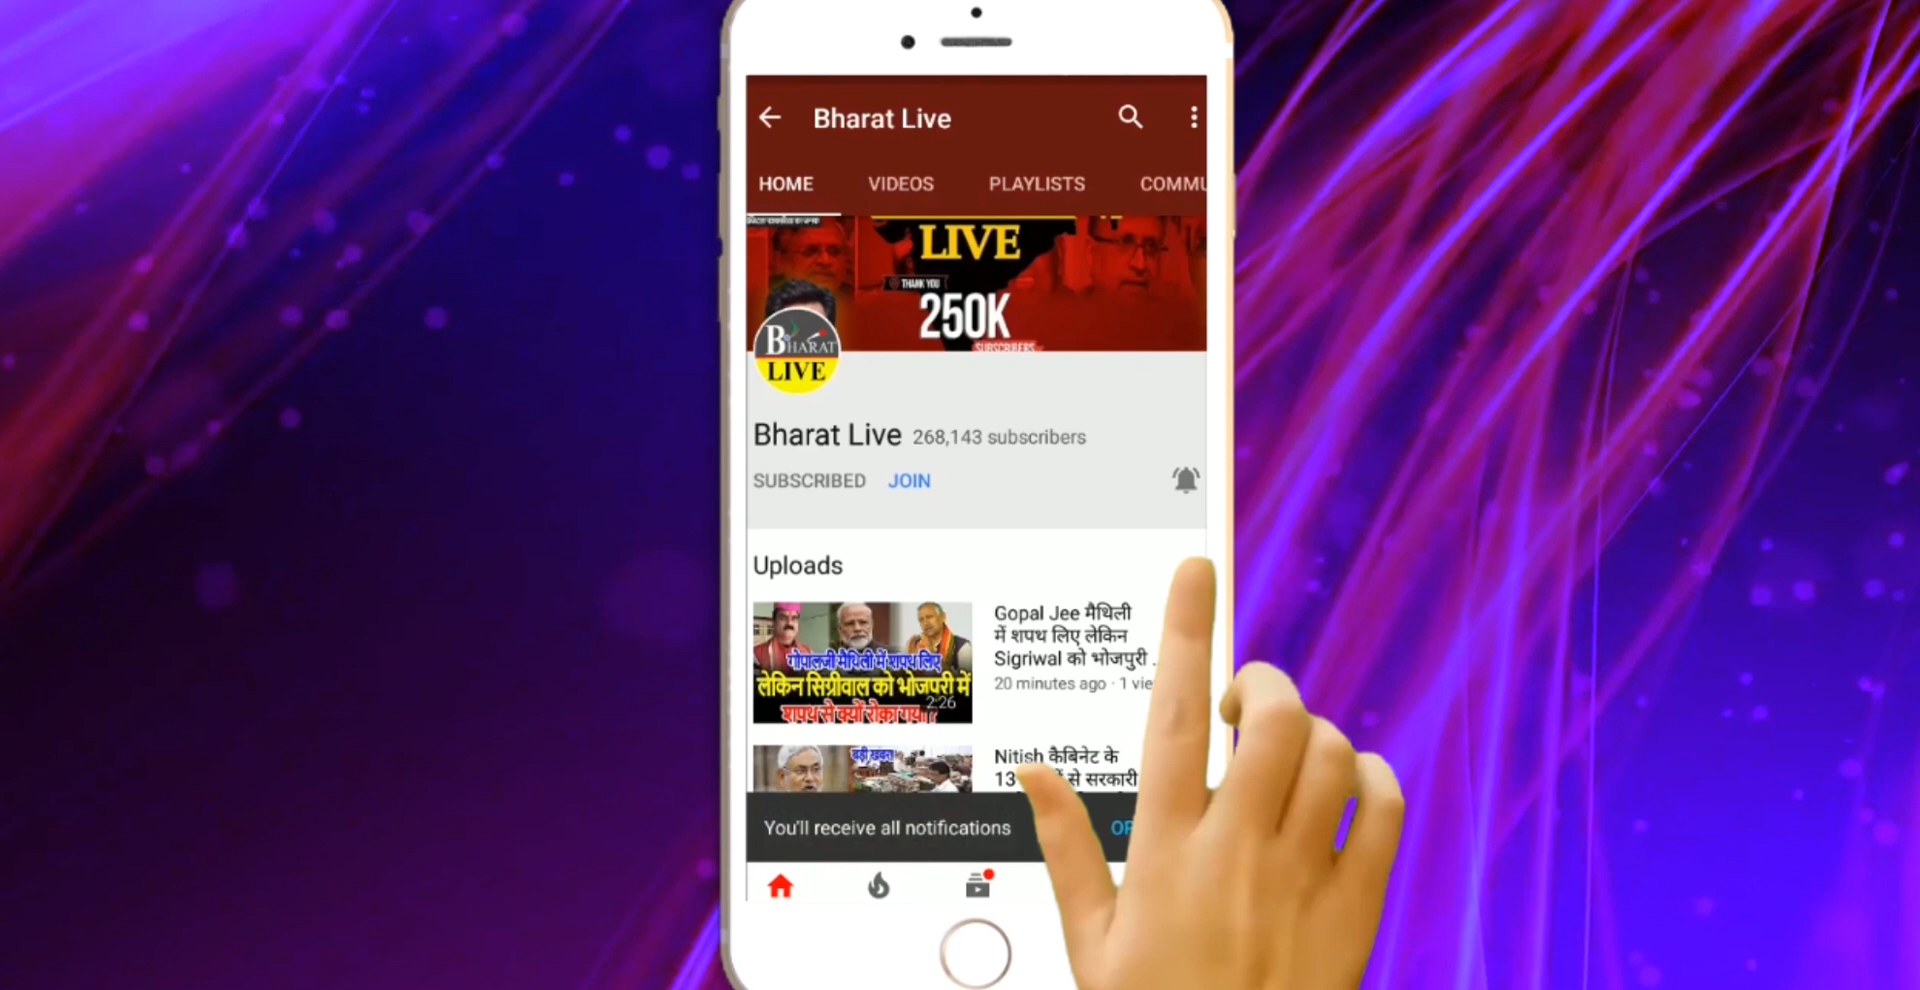 Bharat Live
HOME VIDEOS PLAYLISTS COMMU
LIVE
THANK YOU
250K
SUBSCRIBERS
BHARAT
LIVE
Bharat Live 268,143 subscribers
SUBSCRIBED JOIN
Uploads
गोपालजी मैथिली में शपथ लिए
लेकिन सिग्रीवाल को भोजपुरी में
शपथ से क्यों रोका गया ?
2:26
Gopal Jee मैथिली
में शपथ लिए लेकिन
Sigriwal को भोजपुरी ..
20 minutes ago · 1 vie
बड़ी खबर
Nitish कैबिनेट के
13 से सरकारी
You'll receive all notifications